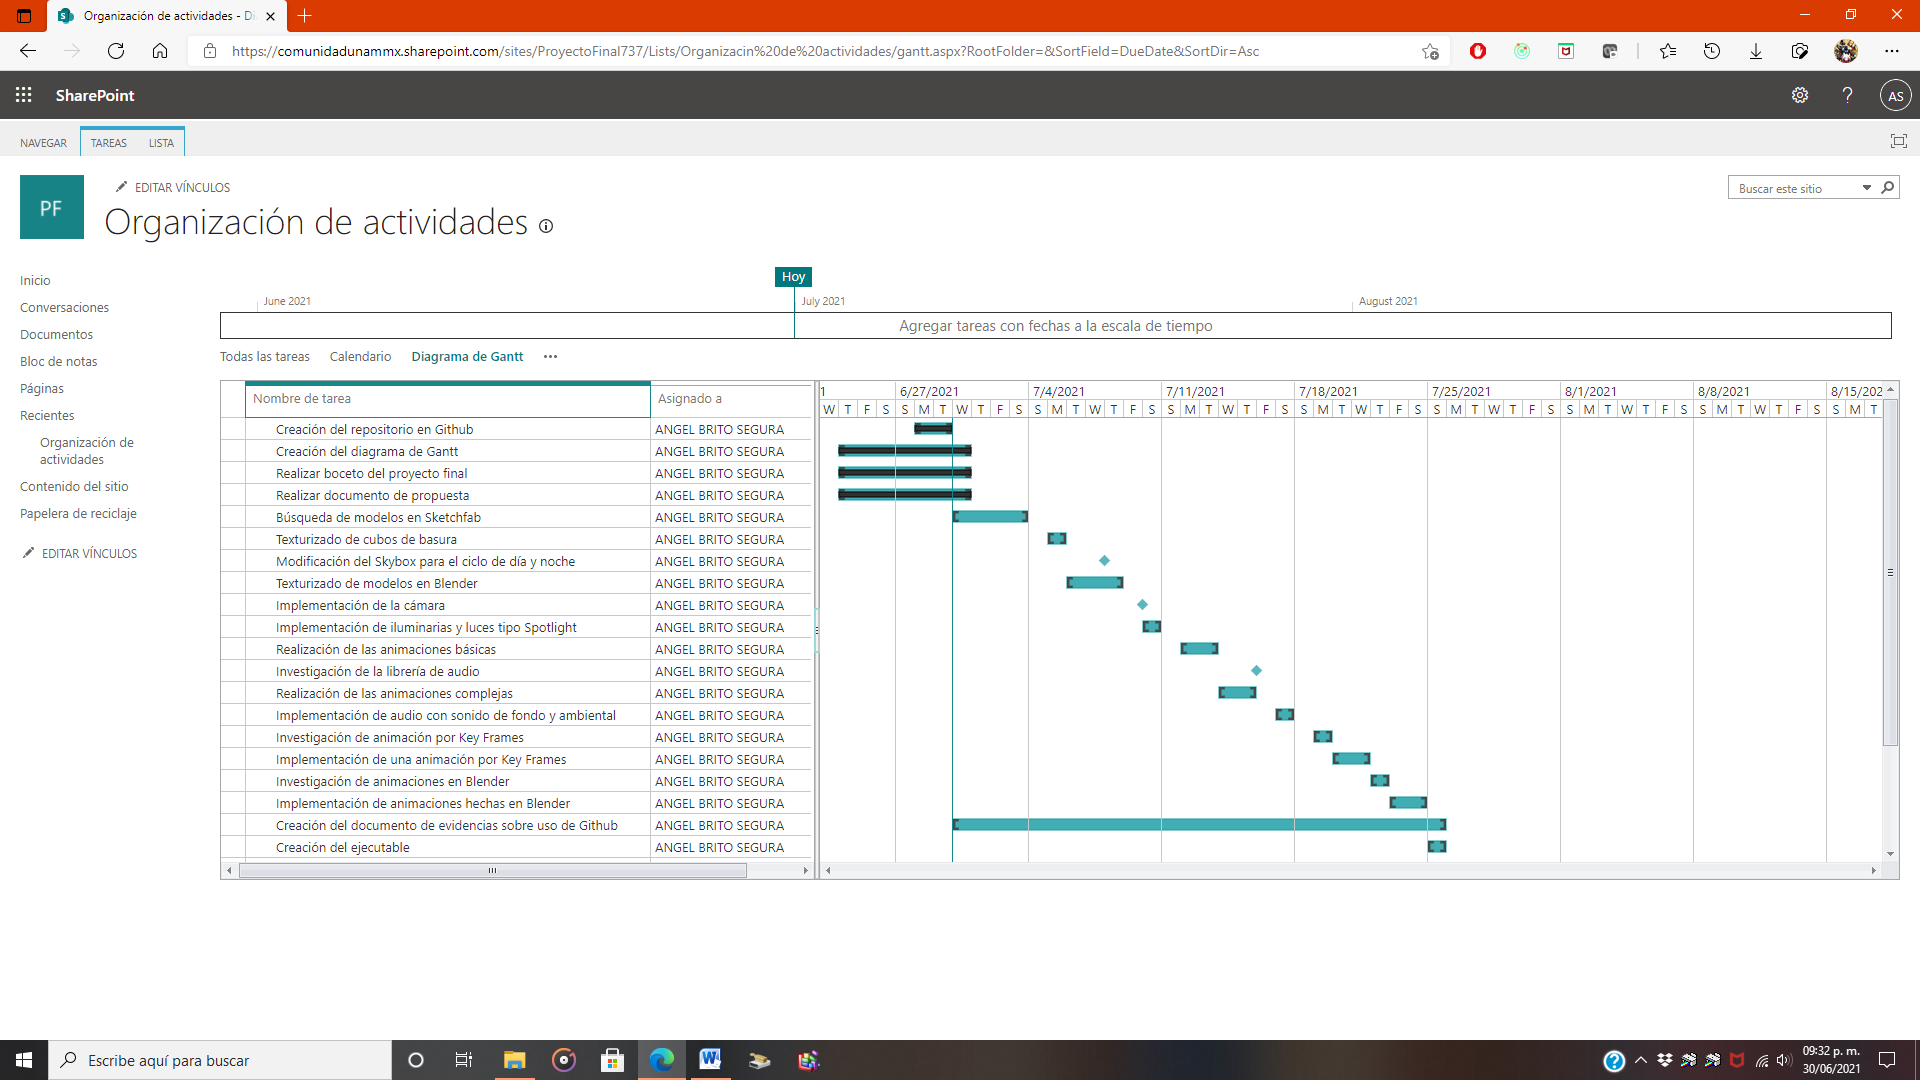 Organización de actividades - Di
https://comunidadunammx.sharepoint.com/sites/ProyectoFinal737/Lists/Organizacin%20de%20actividades/gantt.aspx?RootFolder=&SortField=DueDate&SortDir=Asc
SharePoint
AS
NAVEGAR TAREAS LISTA
PF
EDITAR VÍNCULOS
Organización de actividades
Buscar este sitio
Inicio
Conversaciones
Documentos
Bloc de notas
Páginas
Recientes
Organización de
actividades
Contenido del sitio
Papelera de reciclaje
EDITAR VÍNCULOS
Hoy
June 2021 July 2021 August 2021
Agregar tareas con fechas a la escala de tiempo
Todas las tareas Calendario Diagrama de Gantt ...
Nombre de tarea Asignado a
1 6/27/2021 7/4/2021 7/11/2021 7/18/2021 7/25/2021 8/1/2021 8/8/2021 8/15/202
W T F S S M T W T F S S M T W T F S S M T W T F S S M T W T F S S M T W T F S S M T W T F S S M T W T F S S M T
Creación del repositorio en Github ANGEL BRITO SEGURA
Creación del diagrama de Gantt ANGEL BRITO SEGURA
Realizar boceto del proyecto final ANGEL BRITO SEGURA
Realizar documento de propuesta ANGEL BRITO SEGURA
Búsqueda de modelos en Sketchfab ANGEL BRITO SEGURA
Texturizado de cubos de basura ANGEL BRITO SEGURA
Modificación del Skybox para el ciclo de día y noche ANGEL BRITO SEGURA
Texturizado de modelos en Blender ANGEL BRITO SEGURA
Implementación de la cámara ANGEL BRITO SEGURA
Implementación de iluminarias y luces tipo Spotlight ANGEL BRITO SEGURA
Realización de las animaciones básicas ANGEL BRITO SEGURA
Investigación de la librería de audio ANGEL BRITO SEGURA
Realización de las animaciones complejas ANGEL BRITO SEGURA
Implementación de audio con sonido de fondo y ambiental ANGEL BRITO SEGURA
Investigación de animación por Key Frames ANGEL BRITO SEGURA
Implementación de una animación por Key Frames ANGEL BRITO SEGURA
Investigación de animaciones en Blender ANGEL BRITO SEGURA
Implementación de animaciones hechas en Blender ANGEL BRITO SEGURA
Creación del documento de evidencias sobre uso de Github ANGEL BRITO SEGURA
Creación del ejecutable ANGEL BRITO SEGURA
Escribe aquí para buscar
09:32 p. m.
30/06/2021